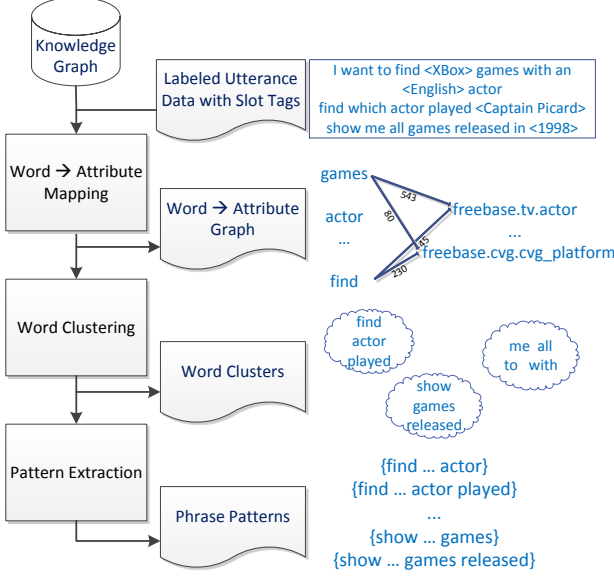 Knowledge
Graph
Labeled Utterance
Data with Slot Tags
I want to find <XBox> games with an
<English> actor
find which actor played <Captain Picard>
show me all games released in <1998>
Word → Attribute
Mapping
Word → Attribute
Graph
games
543
80
freebase.tv.actor
actor
...
...
45
freebase.cvg.cvg_platform
230
find
Word Clustering
Word Clusters
find
actor
played
me all
to with
show
games
released
Pattern Extraction
Phrase Patterns
{find ... actor}
{find ... actor played}
...
{show ... games}
{show ... games released}